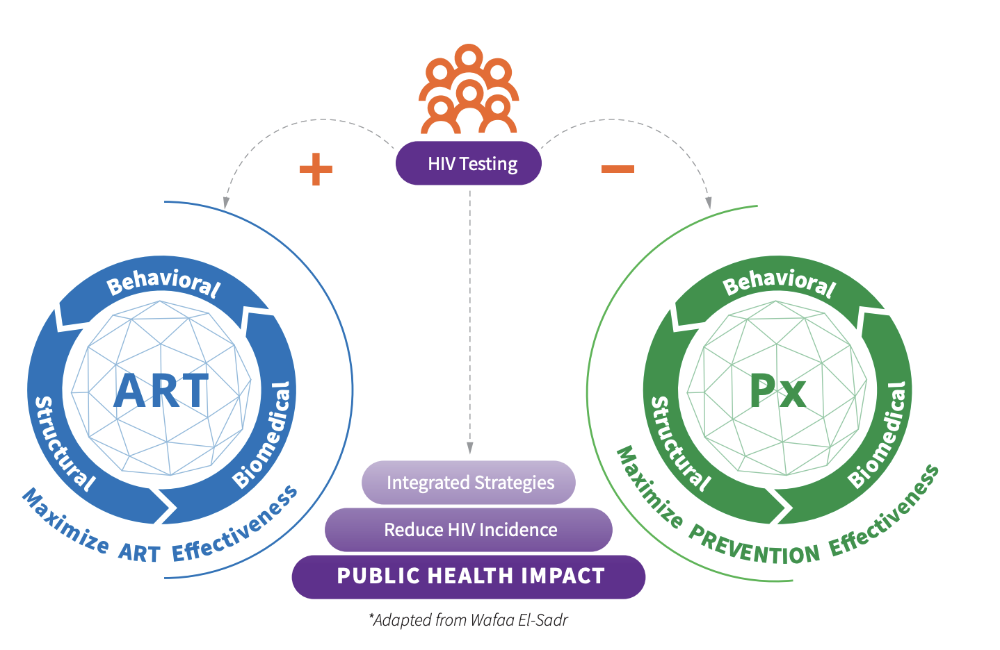 HIV Testing
+
−
Behavioral
Structural
Biomedical
ART
Maximize ART Effectiveness
Behavioral
Structural
Biomedical
Px
Maximize PREVENTION Effectiveness
Integrated Strategies
Reduce HIV Incidence
PUBLIC HEALTH IMPACT
*Adapted from Wafaa El-Sadr